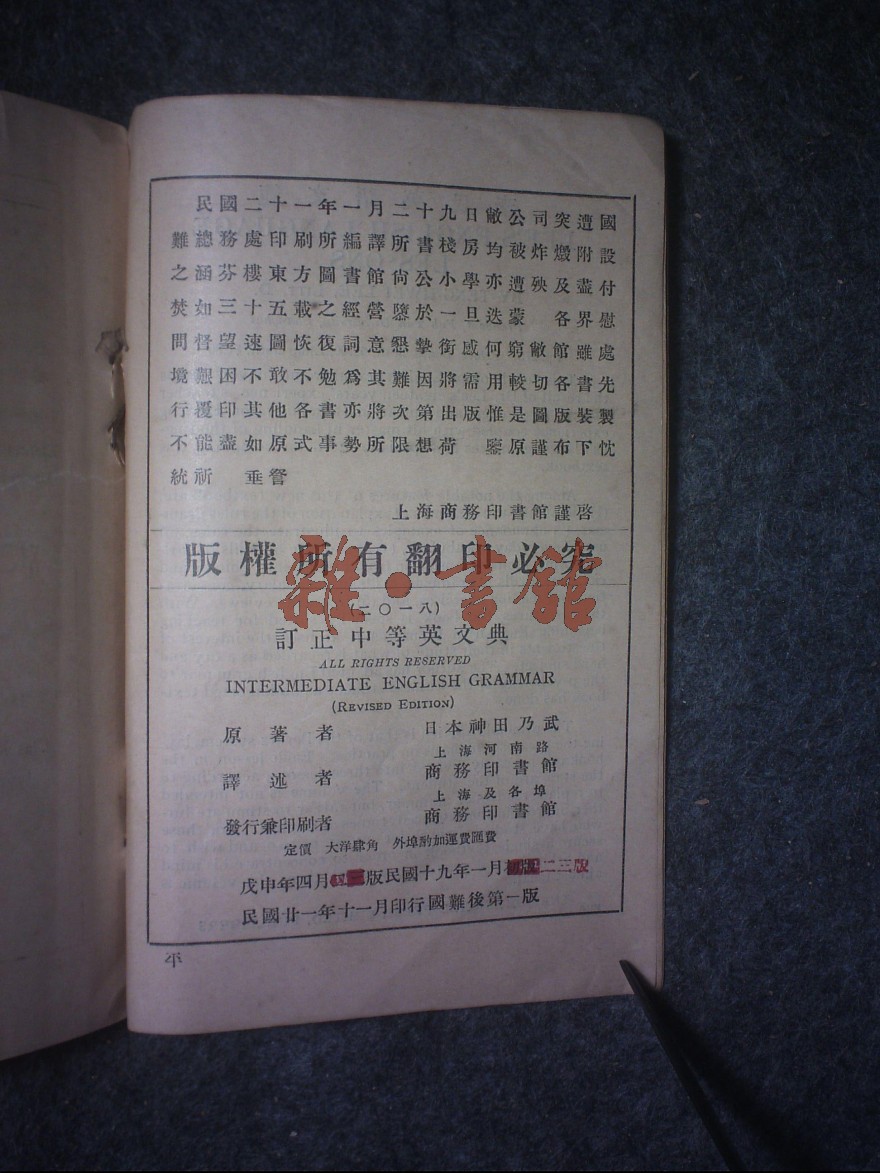 民國二十一年一月二十九日敝公司突遭國
難總務處印刷所編譯所書棧房均被炸燬附設
之涵芬樓東方圖書館尙公小學亦遭殃及盡付
焚如三十五載之經營隳於一旦迭蒙 各界慰
問督望速圖恢復詞意懇摯銜感何窮敝館雖處
境艱困不敢不勉爲其難因將需用較切各書先
行覆印其他各書亦將次第出版惟是圖版裝製
不能盡如原式事勢所限想荷 鑒原謹布下忱
統祈 垂詧
上海商務印書館謹啓
版權所有翻印必究
雜·書館
(二〇一八)
訂正中等英文典
ALL RIGHTS RESERVED
INTERMEDIATE ENGLISH GRAMMAR
(REVISED EDITION)
原著者 日本神田乃武
上海河南路
譯述者 商務印書館
上海及各埠
發行兼印刷者 商務印書館
定價 大洋肆角 外埠酌加運費匯費
戊申年四月三版民國十九年一月二三版
民國廿一年十一月印行國難後第一版
平